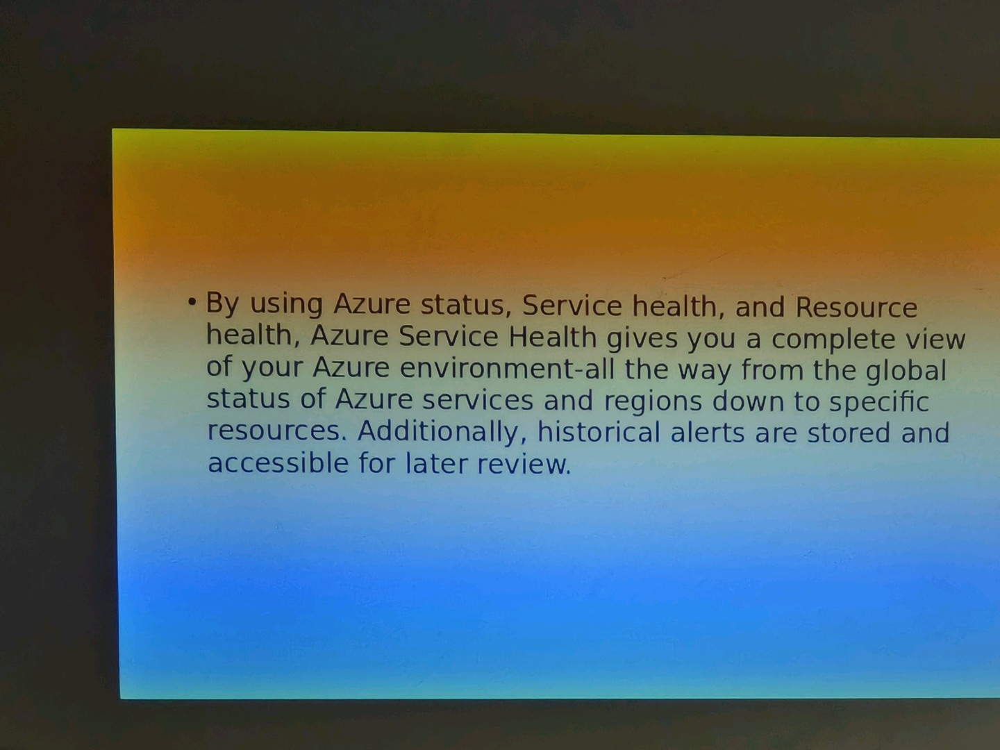 • By using Azure status, Service health, and Resource
health, Azure Service Health gives you a complete view
of your Azure environment-all the way from the global
status of Azure services and regions down to specific
resources. Additionally, historical alerts are stored and
accessible for later review.